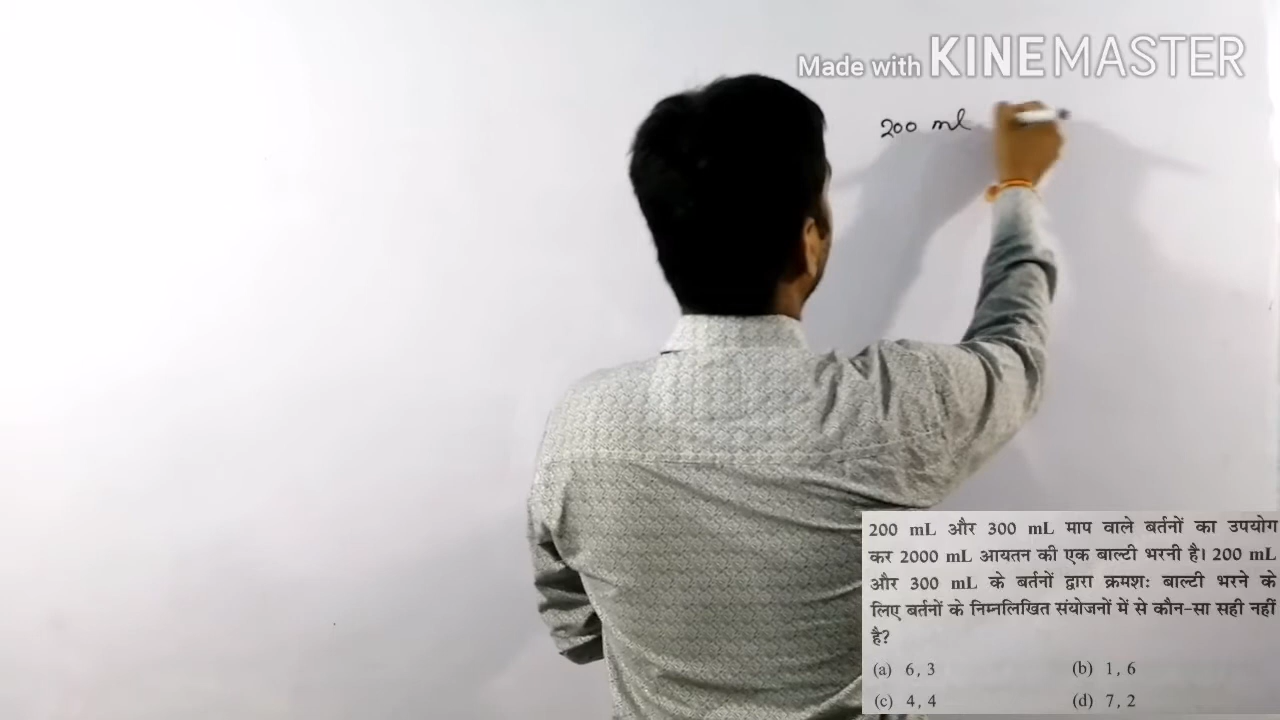 Made with KINEMASTER
200 ml
200 mL और 300 mL माप वाले बर्तनों का उपयोग
कर 2000 mL आयतन की एक बाल्टी भरनी है। 200 mL
और 300 mL के बर्तनों द्वारा क्रमशः बाल्टी भरने के
लिए बर्तनों के निम्नलिखित संयोजनों में से कौन-सा सही नहीं
है?
(a) 6, 3 (b) 1, 6
(c) 4, 4 (d) 7, 2